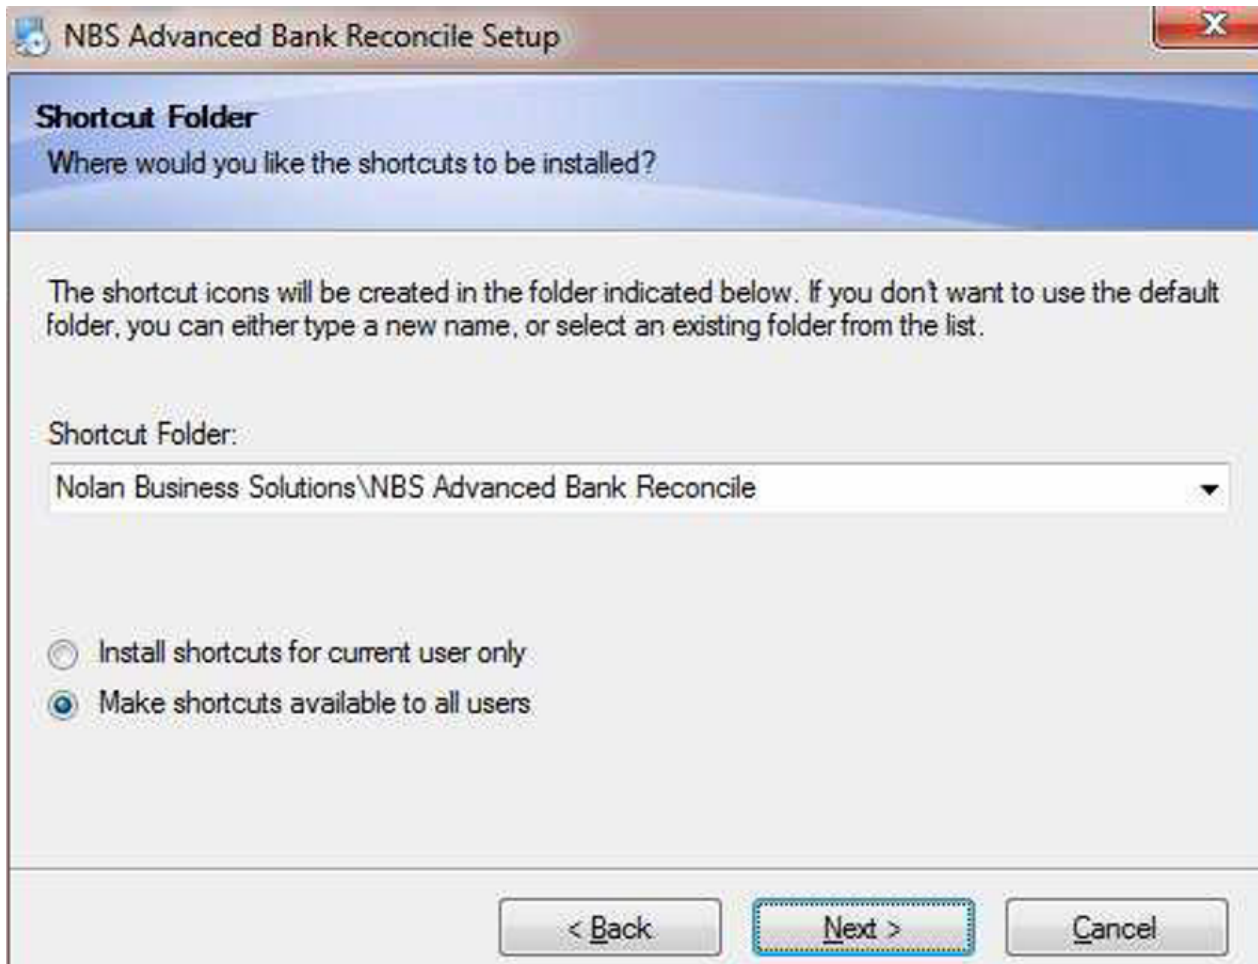 NBS Advanced Bank Reconcile Setup
Shortcut Folder
Where would you like the shortcuts to be installed?
The shortcut icons will be created in the folder indicated below. If you don't want to use the default
folder, you can either type a new name, or select an existing folder from the list.
Shortcut Folder:
Nolan Business Solutions\NBS Advanced Bank Reconcile
Install shortcuts for current user only
Make shortcuts available to all users
< Back Next > Cancel